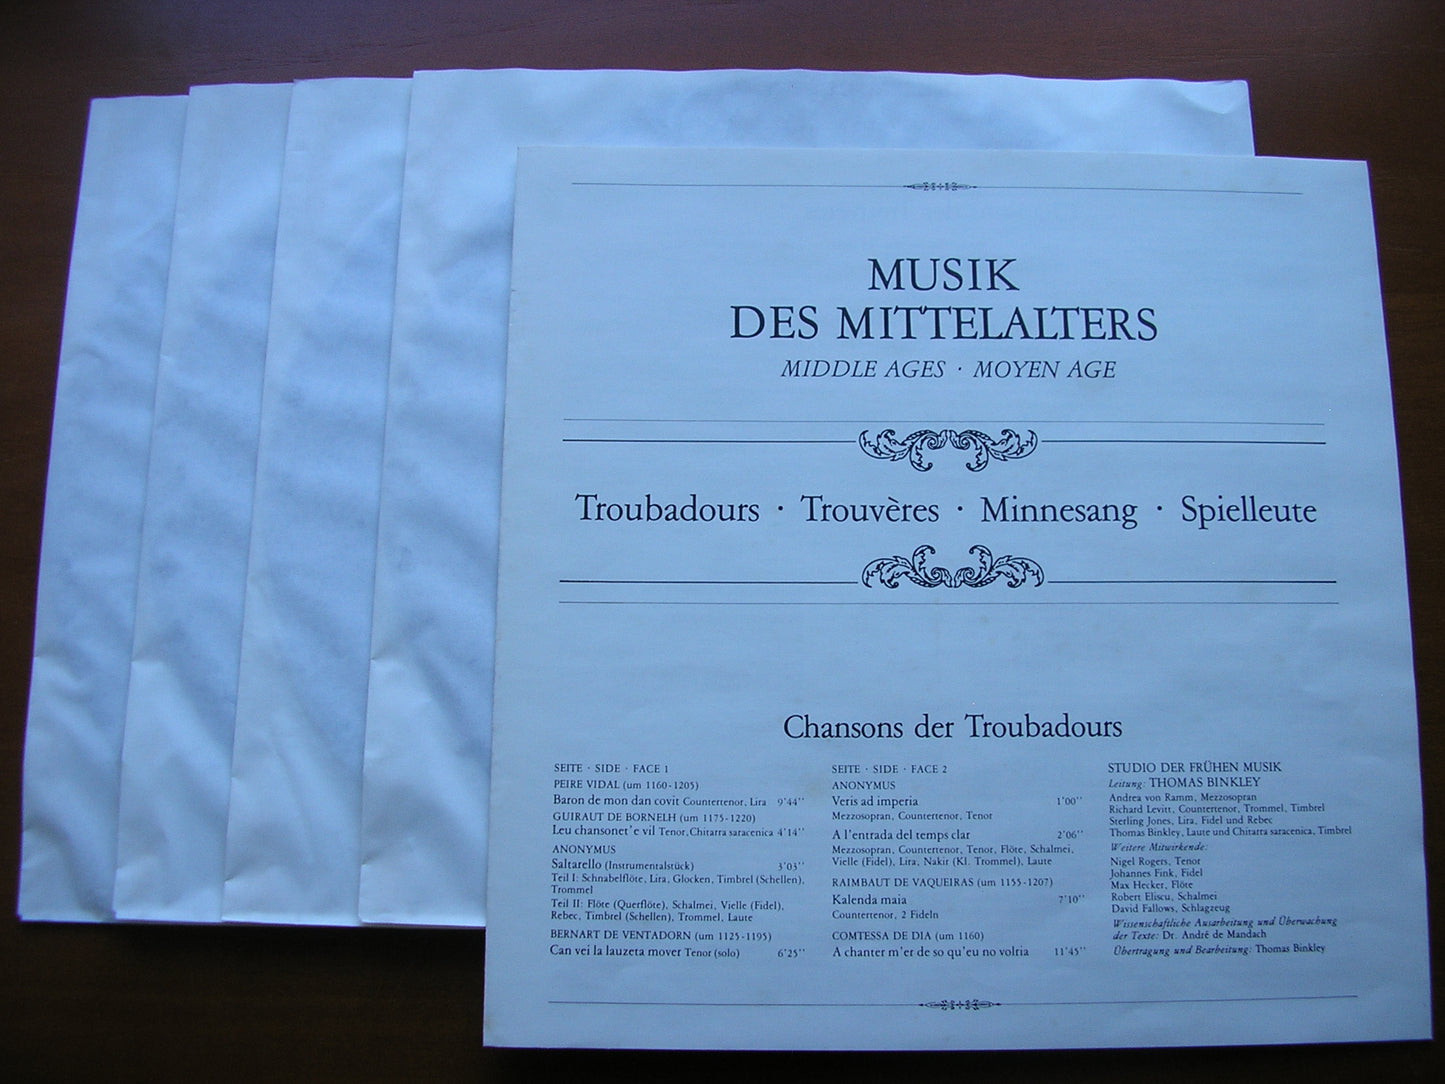 MUSIK
DES MITTELALTERS
MIDDLE AGES · MOYEN AGE
Troubadours · Trouvères · Minnesang · Spielleute
Chansons der Troubadours
SEITE · SIDE · FACE 1
PEIRE VIDAL (um 1160-1205)
Baron de mon dan covit Countertenor, Lira 9'44''
GUIRAUT DE BORNELH (um 1175-1220)
Leu chansonet'e vil Tenor, Chitarra saracenica 4'14''
ANONYMUS
Saltarello (Instrumentalstück) 3'03''
Teil I: Schnabelflöte, Lira, Glocken, Timbrel (Schellen),
Trommel
Teil II: Flöte (Querflöte), Schalmei, Vielle (Fidel),
Rebec, Timbrel (Schellen), Trommel, Laute
BERNART DE VENTADORN (um 1125-1195)
Can vei la lauzeta mover Tenor (solo) 6'25''
SEITE · SIDE · FACE 2
ANONYMUS
Veris ad imperia 1'00''
Mezzosopran, Countertenor, Tenor
A l'entrada del temps clar 2'06''
Mezzosopran, Countertenor, Tenor, Flöte, Schalmei,
Vielle (Fidel), Lira, Nakir (Kl. Trommel), Laute
RAIMBAUT DE VAQUEIRAS (um 1155-1207)
Kalenda maia 7'10''
Countertenor, 2 Fideln
COMTESSA DE DIA (um 1160)
A chanter m'er de so qu'eu no volria 11'45''
STUDIO DER FRÜHEN MUSIK
Leitung: THOMAS BINKLEY
Andrea von Ramm, Mezzosopran
Richard Levitt, Countertenor, Trommel, Timbrel
Sterling Jones, Lira, Fidel und Rebec
Thomas Binkley, Laute und Chitarra saracenica, Timbrel
Weitere Mitwirkende:
Nigel Rogers, Tenor
Johannes Fink, Fidel
Max Hecker, Flöte
Robert Eliscu, Schalmei
David Fallows, Schlagzeug
Wissenschaftliche Ausarbeitung und Überwachung
der Texte: Dr. André de Mandach
Übertragung und Bearbeitung: Thomas Binkley